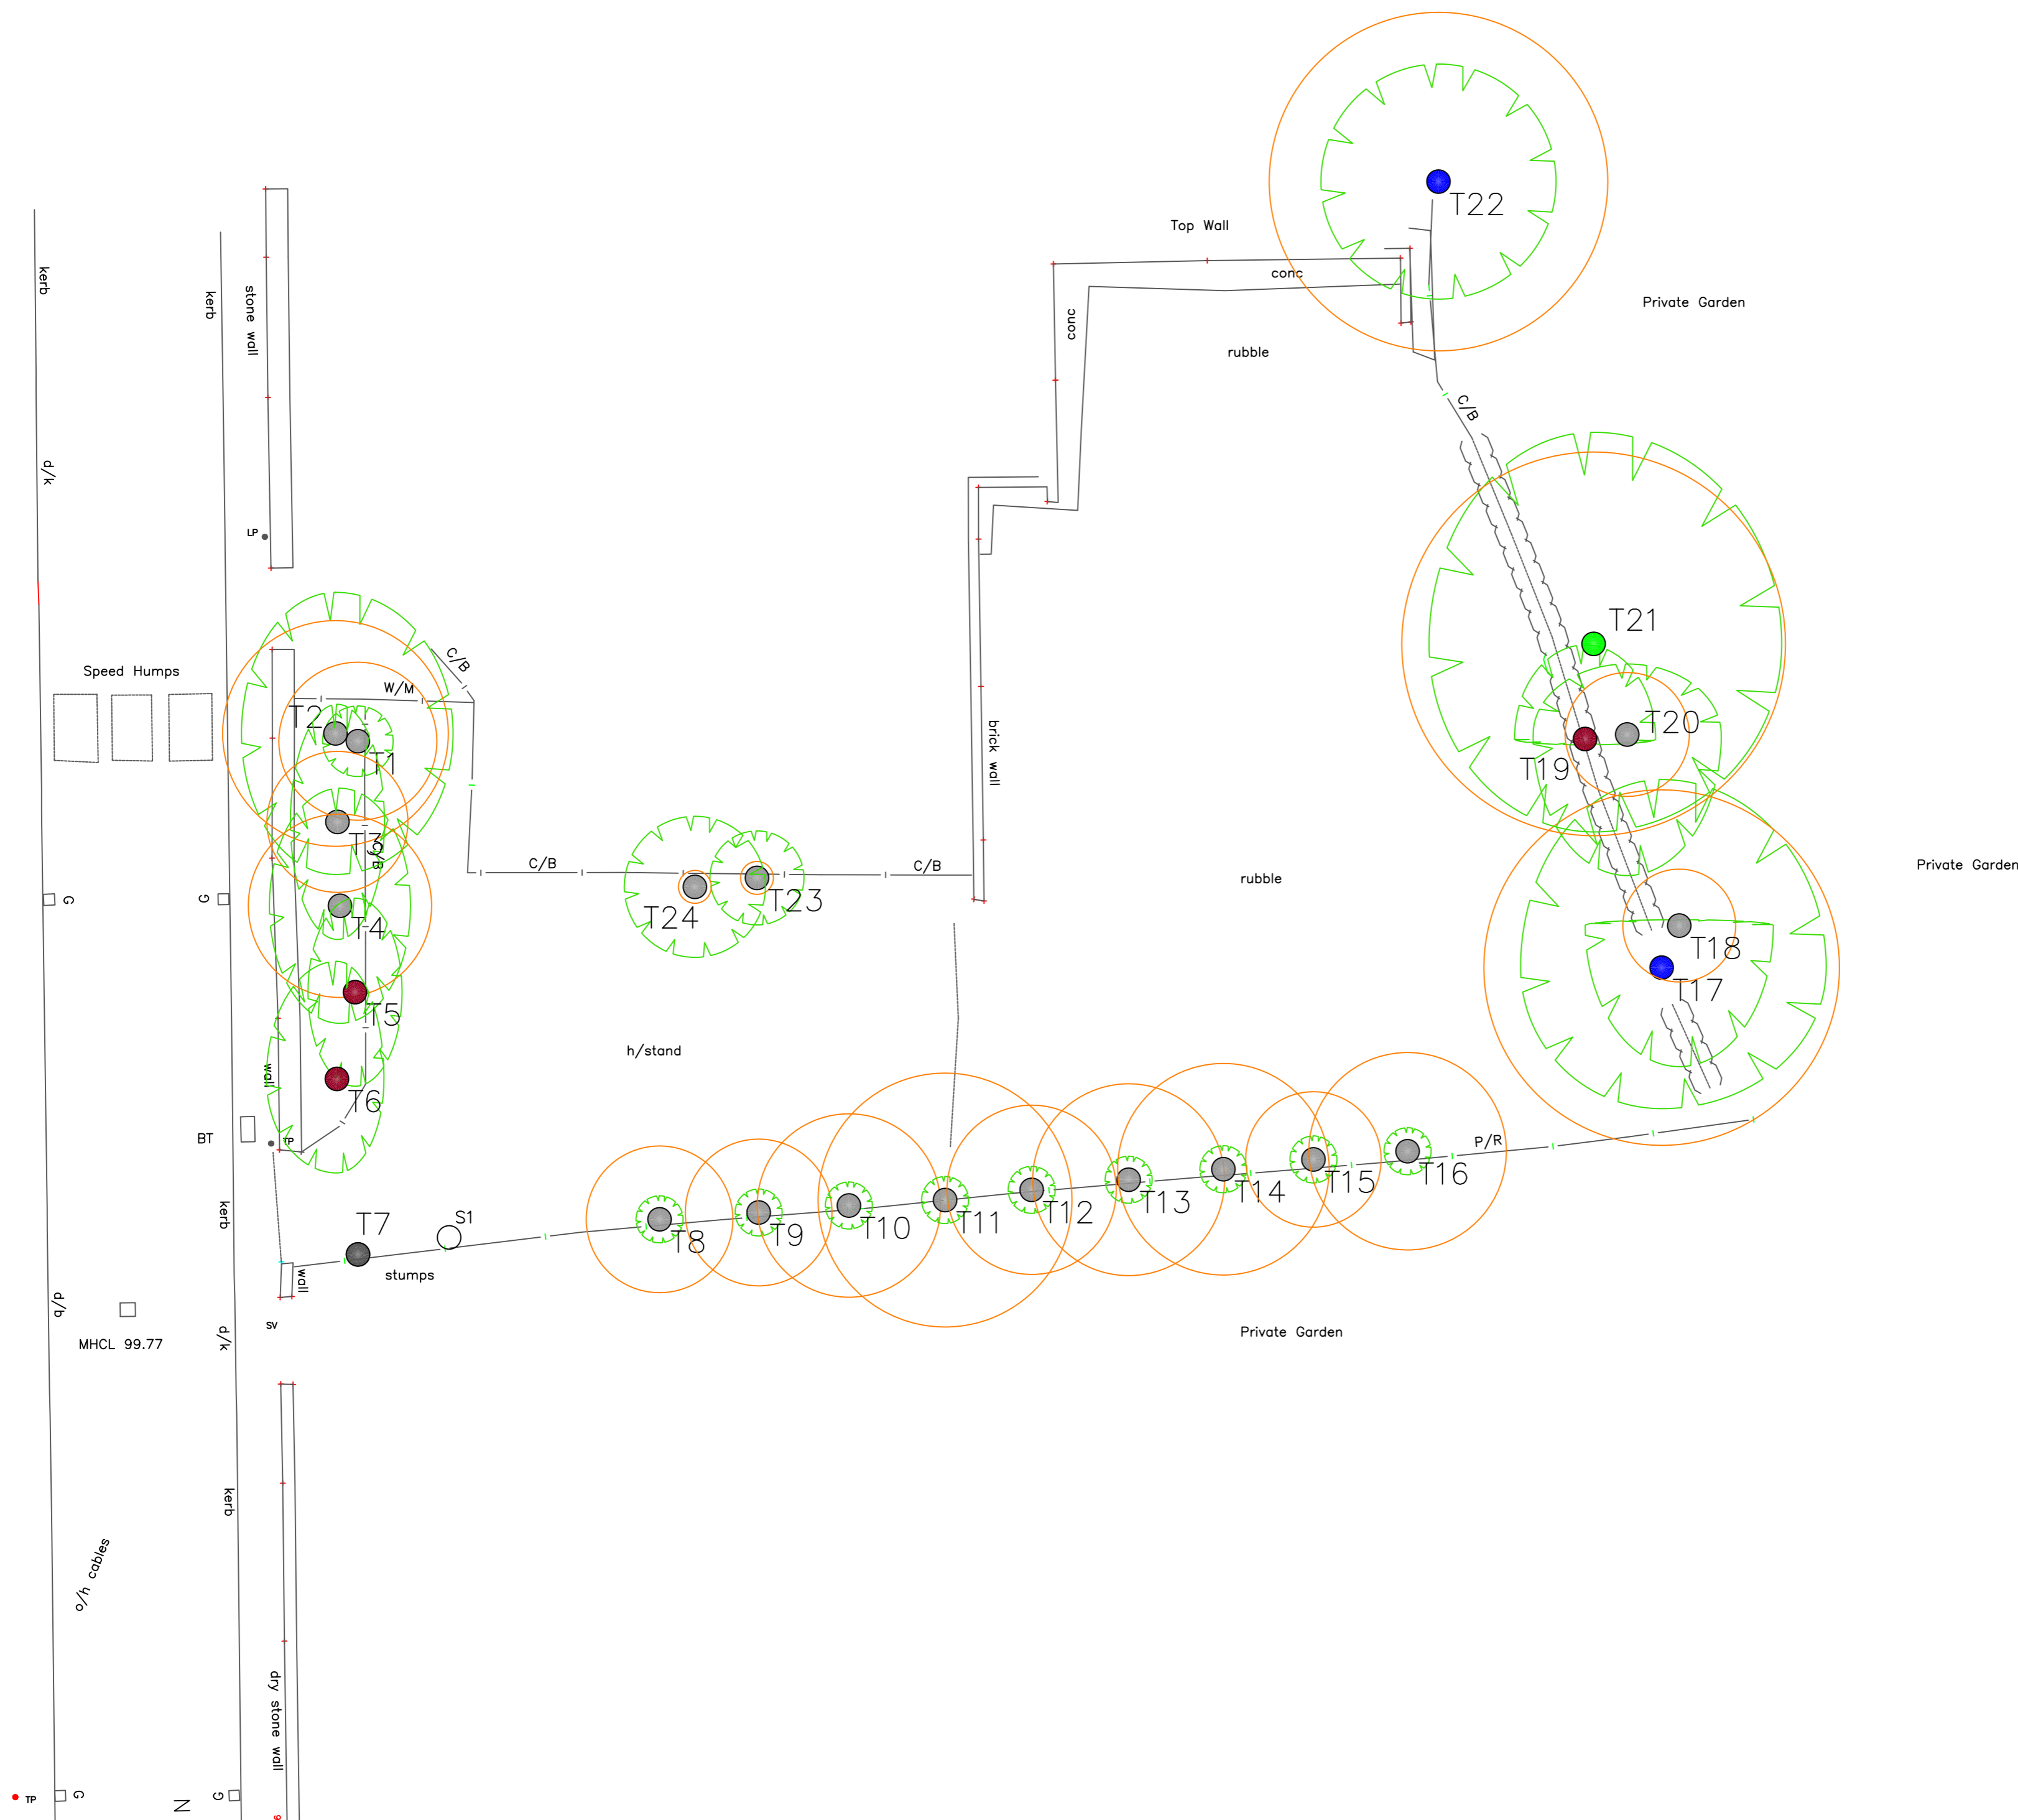 T22
Top Wall
kerb
conc
kerb
stone wall
Private Garden
conc
rubble
C/B
d/k
LP
T21
C/B
Speed Humps
W/M
T2
T20
brick wall
T1
T19
T3
C/B
C/B
C/B
Private Garden
rubble
T23
G
G
T24
T4
T18
T17
T5
h/stand
wall
T6
BT
TP
P/R
T16
T15
T14
T13
T12
T11
T10
T9
T8
kerb
S1
T7
stumps
wall
d/b
SV
Private Garden
d/k
MHCL 99.77
kerb
o/h cables
dry stone wall
TP
G
N
G
9